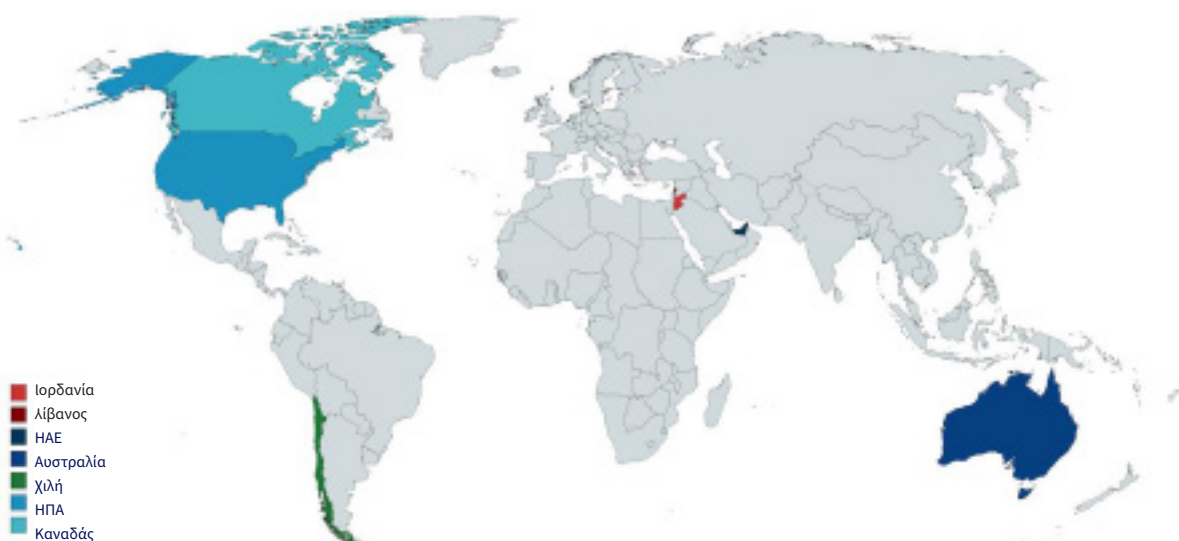 Ιορδανία
λίβανος
ΗΑΕ
Αυστραλία
χιλή
ΗΠΑ
Καναδάς